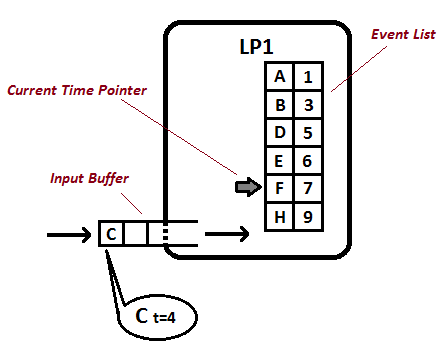 LP1
Event List
A 1
B 3
D 5
E 6
F 7
H 9
Current Time Pointer
Input Buffer
C
C t=4